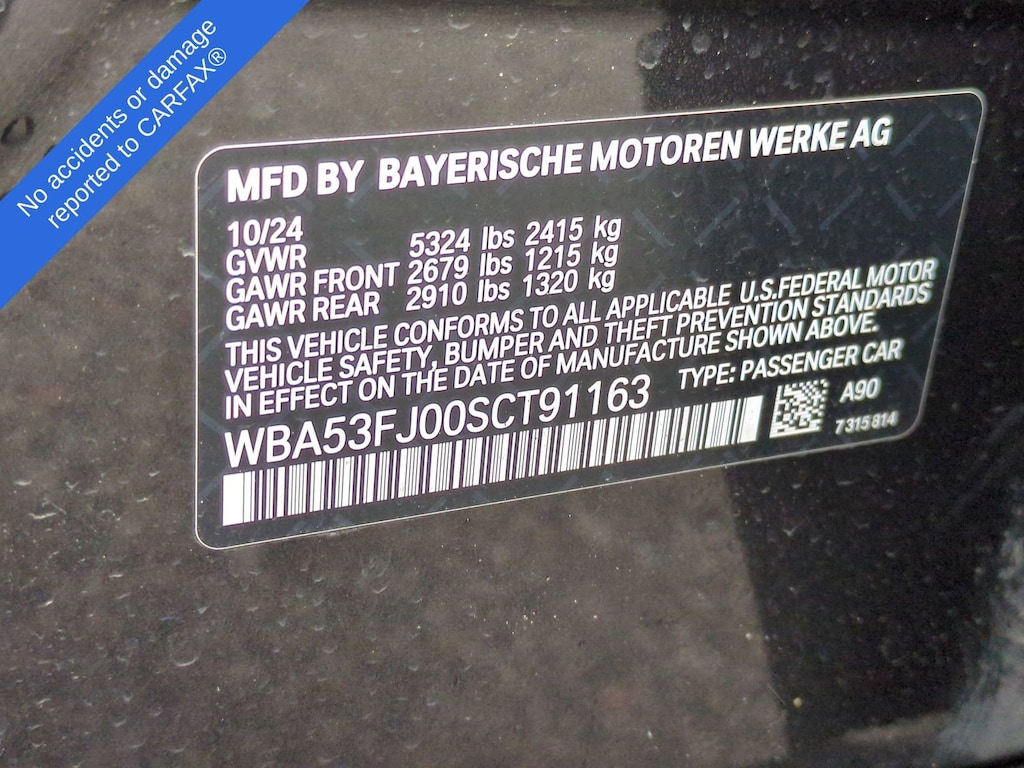 No accidents or damage
reported to CARFAX®
MFD BY BAYERISCHE MOTOREN WERKE AG
10/24
GVWR 5324 lbs 2415 kg
GAWR FRONT 2679 lbs 1215 kg
GAWR REAR 2910 lbs 1320 kg
THIS VEHICLE CONFORMS TO ALL APPLICABLE U.S.FEDERAL MOTOR
VEHICLE SAFETY, BUMPER AND THEFT PREVENTION STANDARDS
IN EFFECT ON THE DATE OF MANUFACTURE SHOWN ABOVE.
WBA53FJ00SCT91163 TYPE: PASSENGER CAR
A90
7315814